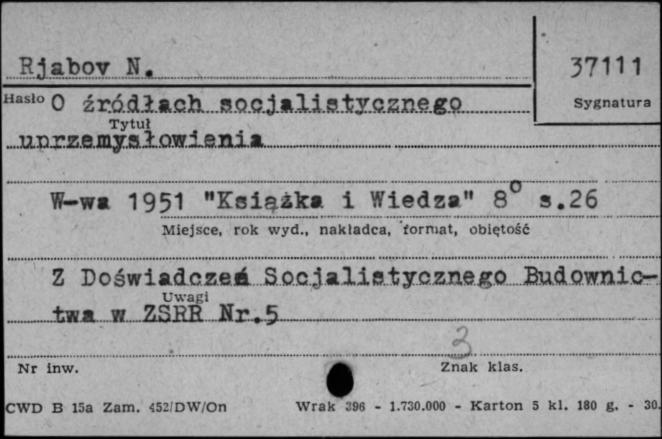 Rjabov N.
37111
Hasło
O źródłach socjalistycznego
Sygnatura
Tytuł
uprzemysłowienia
W-wa 1951 "Książka i Wiedza" 8° s.26
Miejsce, rok wyd., nakładca, format, objętość
Z Doświadczeń Socjalistycznego Budownic-
Uwagi
twa w ZSRR Nr.5
3
Nr inw.
Znak klas.
CWD B 15a Zam. 452/DW/On
Wrak 396 - 1.730.000 - Karton 5 kl. 180 g. - 30.